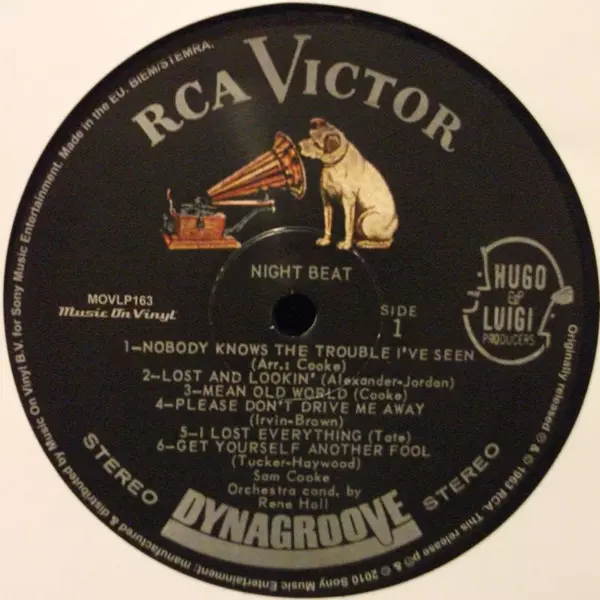 RCA VICTOR
NIGHT BEAT
MOVLP163
Music On Vinyl
SIDE
1
HUGO
&
LUIGI
PRODUCERS
1-NOBODY KNOWS THE TROUBLE I'VE SEEN
(Arr.: Cooke)
2-LOST AND LOOKIN' (Alexander-Jordan)
3-MEAN OLD WORLD (Cooke)
4-PLEASE DON'T DRIVE ME AWAY
(Irvin-Brown)
5-I LOST EVERYTHING (Tate)
6-GET YOURSELF ANOTHER FOOL
(Tucker-Haywood)
Sam Cooke
Orchestra cond. by
Rene Hall
STEREO
DYNAGROOVE
STEREO
manufactured & distributed by Music On Vinyl B.V. for Sony Music Entertainment. Made in the EU. BIEM/STEMRA.
Originally released ℗ & © 1963 RCA. This release ℗ & © 2010 Sony Music Entertainment;